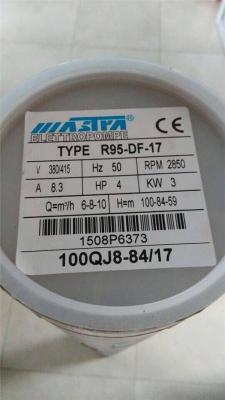 MASTRA CE
ELETTROPOMPE
TYPE R95-DF-17
V 380/415 Hz 50 RPM 2850
A 8.3 HP 4 KW 3
Q=m³/h 6-8-10 H=m 100-84-59
1508P6373
100QJ8-84/17